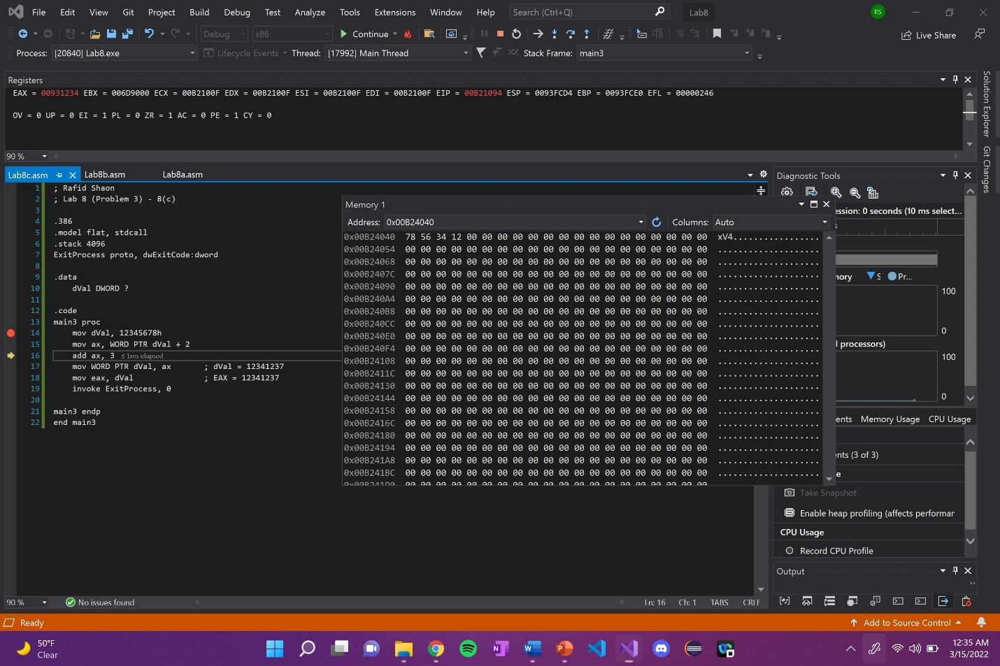 File Edit View Git Project Build Debug Test Analyze Tools Extensions Window Help Search (Ctrl+Q) Lab8 RS
Debug x86 Continue Live Share
Process: [20840] Lab8.exe Lifecycle Events Thread: [17992] Main Thread Stack Frame: main3
Registers
EAX = 00931234 EBX = 006D9000 ECX = 00B2100F EDX = 00B2100F ESI = 00B2100F EDI = 00B2100F EIP = 00B21094 ESP = 0093FCD4 EBP = 0093FCE0 EFL = 00000246
OV = 0 UP = 0 EI = 1 PL = 0 ZR = 1 AC = 0 PE = 1 CY = 0
90 %
Solution Explorer
Git Changes
Lab8c.asm Lab8b.asm Lab8a.asm
1 ; Rafid Shaon
2 ; Lab 8 (Problem 3) - 8(c)
3
4 .386
5 .model flat, stdcall
6 .stack 4096
7 ExitProcess proto, dwExitCode:dword
8
9 .data
10 dVal DWORD ?
11
12 .code
13 main3 proc
14 mov dVal, 12345678h
15 mov ax, WORD PTR dVal + 2
16 add ax, 3 ≤ 1ms elapsed
17 mov WORD PTR dVal, ax ; dVal = 12341237
18 mov eax, dVal ; EAX = 12341237
19 invoke ExitProcess, 0
20
21 main3 endp
22 end main3
Memory 1
Address: 0x00B24040 Columns: Auto
0x00B24040 78 56 34 12 00 00 00 00 00 00 00 00 00 00 00 00 00 00 00 00 xV4.................
0x00B24054 00 00 00 00 00 00 00 00 00 00 00 00 00 00 00 00 00 00 00 00 ....................
0x00B24068 00 00 00 00 00 00 00 00 00 00 00 00 00 00 00 00 00 00 00 00 ....................
0x00B2407C 00 00 00 00 00 00 00 00 00 00 00 00 00 00 00 00 00 00 00 00 ....................
0x00B24090 00 00 00 00 00 00 00 00 00 00 00 00 00 00 00 00 00 00 00 00 ....................
0x00B240A4 00 00 00 00 00 00 00 00 00 00 00 00 00 00 00 00 00 00 00 00 ....................
0x00B240B8 00 00 00 00 00 00 00 00 00 00 00 00 00 00 00 00 00 00 00 00 ....................
0x00B240CC 00 00 00 00 00 00 00 00 00 00 00 00 00 00 00 00 00 00 00 00 ....................
0x00B240E0 00 00 00 00 00 00 00 00 00 00 00 00 00 00 00 00 00 00 00 00 ....................
0x00B240F4 00 00 00 00 00 00 00 00 00 00 00 00 00 00 00 00 00 00 00 00 ....................
0x00B24108 00 00 00 00 00 00 00 00 00 00 00 00 00 00 00 00 00 00 00 00 ....................
0x00B2411C 00 00 00 00 00 00 00 00 00 00 00 00 00 00 00 00 00 00 00 00 ....................
0x00B24130 00 00 00 00 00 00 00 00 00 00 00 00 00 00 00 00 00 00 00 00 ....................
0x00B24144 00 00 00 00 00 00 00 00 00 00 00 00 00 00 00 00 00 00 00 00 ....................
0x00B24158 00 00 00 00 00 00 00 00 00 00 00 00 00 00 00 00 00 00 00 00 ....................
0x00B2416C 00 00 00 00 00 00 00 00 00 00 00 00 00 00 00 00 00 00 00 00 ....................
0x00B24180 00 00 00 00 00 00 00 00 00 00 00 00 00 00 00 00 00 00 00 00 ....................
0x00B24194 00 00 00 00 00 00 00 00 00 00 00 00 00 00 00 00 00 00 00 00 ....................
0x00B241A8 00 00 00 00 00 00 00 00 00 00 00 00 00 00 00 00 00 00 00 00 ....................
0x00B241BC 00 00 00 00 00 00 00 00 00 00 00 00 00 00 00 00 00 00 00 00 ....................
0x00B241D0 00 00 00 00 00 00 00 00 00 00 00 00 00 00 00 00 00 00 00 00 ....................
Diagnostic Tools
ssion: 0 seconds (10 ms select...
s
nory S Pr...
100
0
l processors)
100
0
ents Memory Usage CPU Usage
ents (3 of 3)
e
Take Snapshot
Enable heap profiling (affects performar
CPU Usage
Record CPU Profile
Output
90 % No issues found Ln: 16 Ch: 1 TABS CRLF
Ready Add to Source Control
50°F
Clear
12:35 AM
3/15/2022